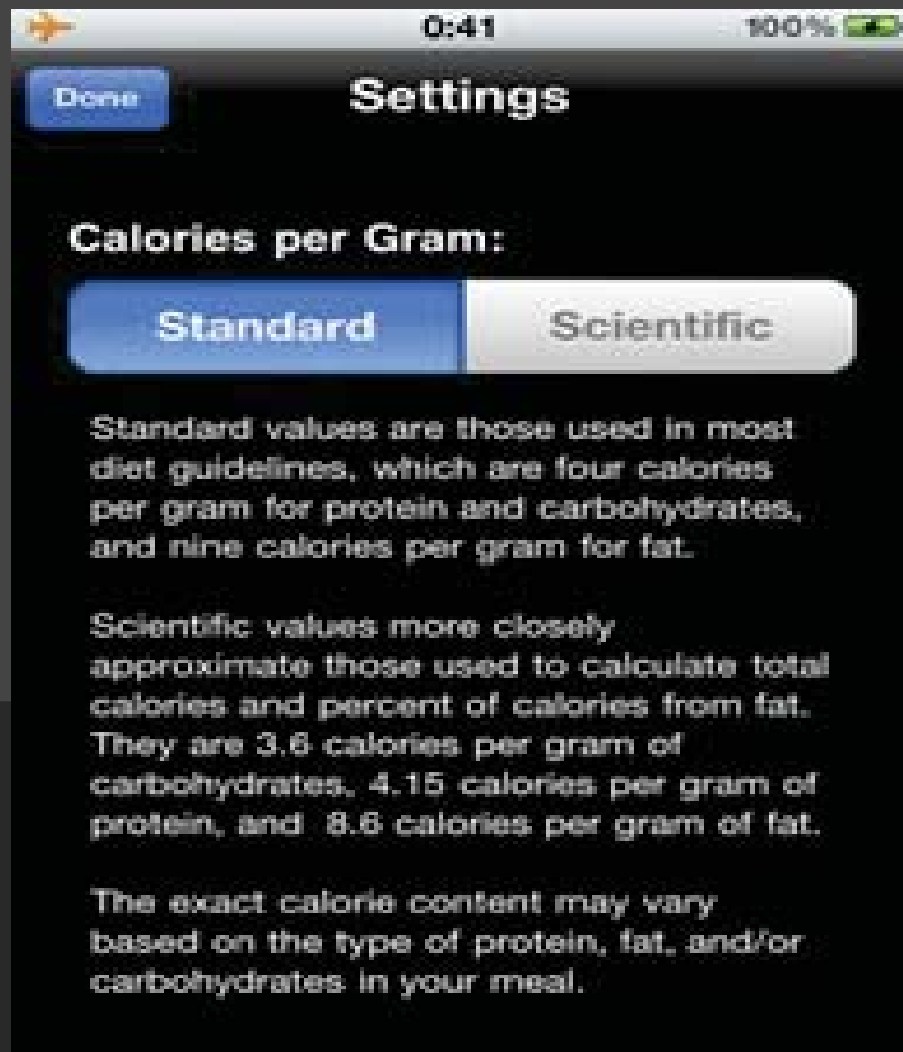 0:41
100%
Done
Settings
Calories per Gram:
Standard
Scientific
Standard values are those used in most
diet guidelines, which are four calories
per gram for protein and carbohydrates,
and nine calories per gram for fat.
Scientific values more closely
approximate those used to calculate total
calories and percent of calories from fat.
They are 3.6 calories per gram of
carbohydrates, 4.15 calories per gram of
protein, and 8.6 calories per gram of fat.
The exact calorie content may vary
based on the type of protein, fat, and/or
carbohydrates in your meal.